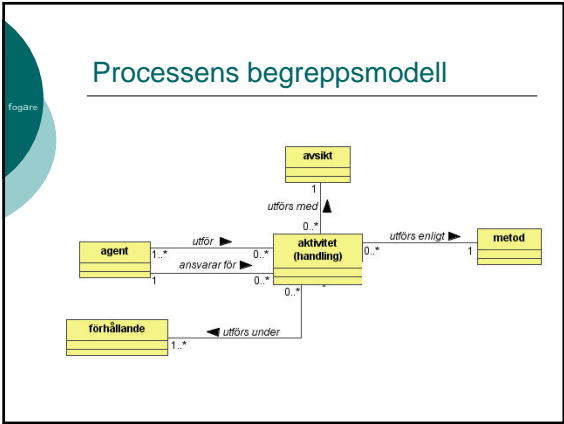 Processens begreppsmodell
fogare
avsikt
1
utförs med
0..*
utför
agent
1..*
0..*
aktivitet
(handling)
utförs enligt
0..*
1
metod
ansvarar för
1
0..*
0..*
förhållande
utförs under
1..*